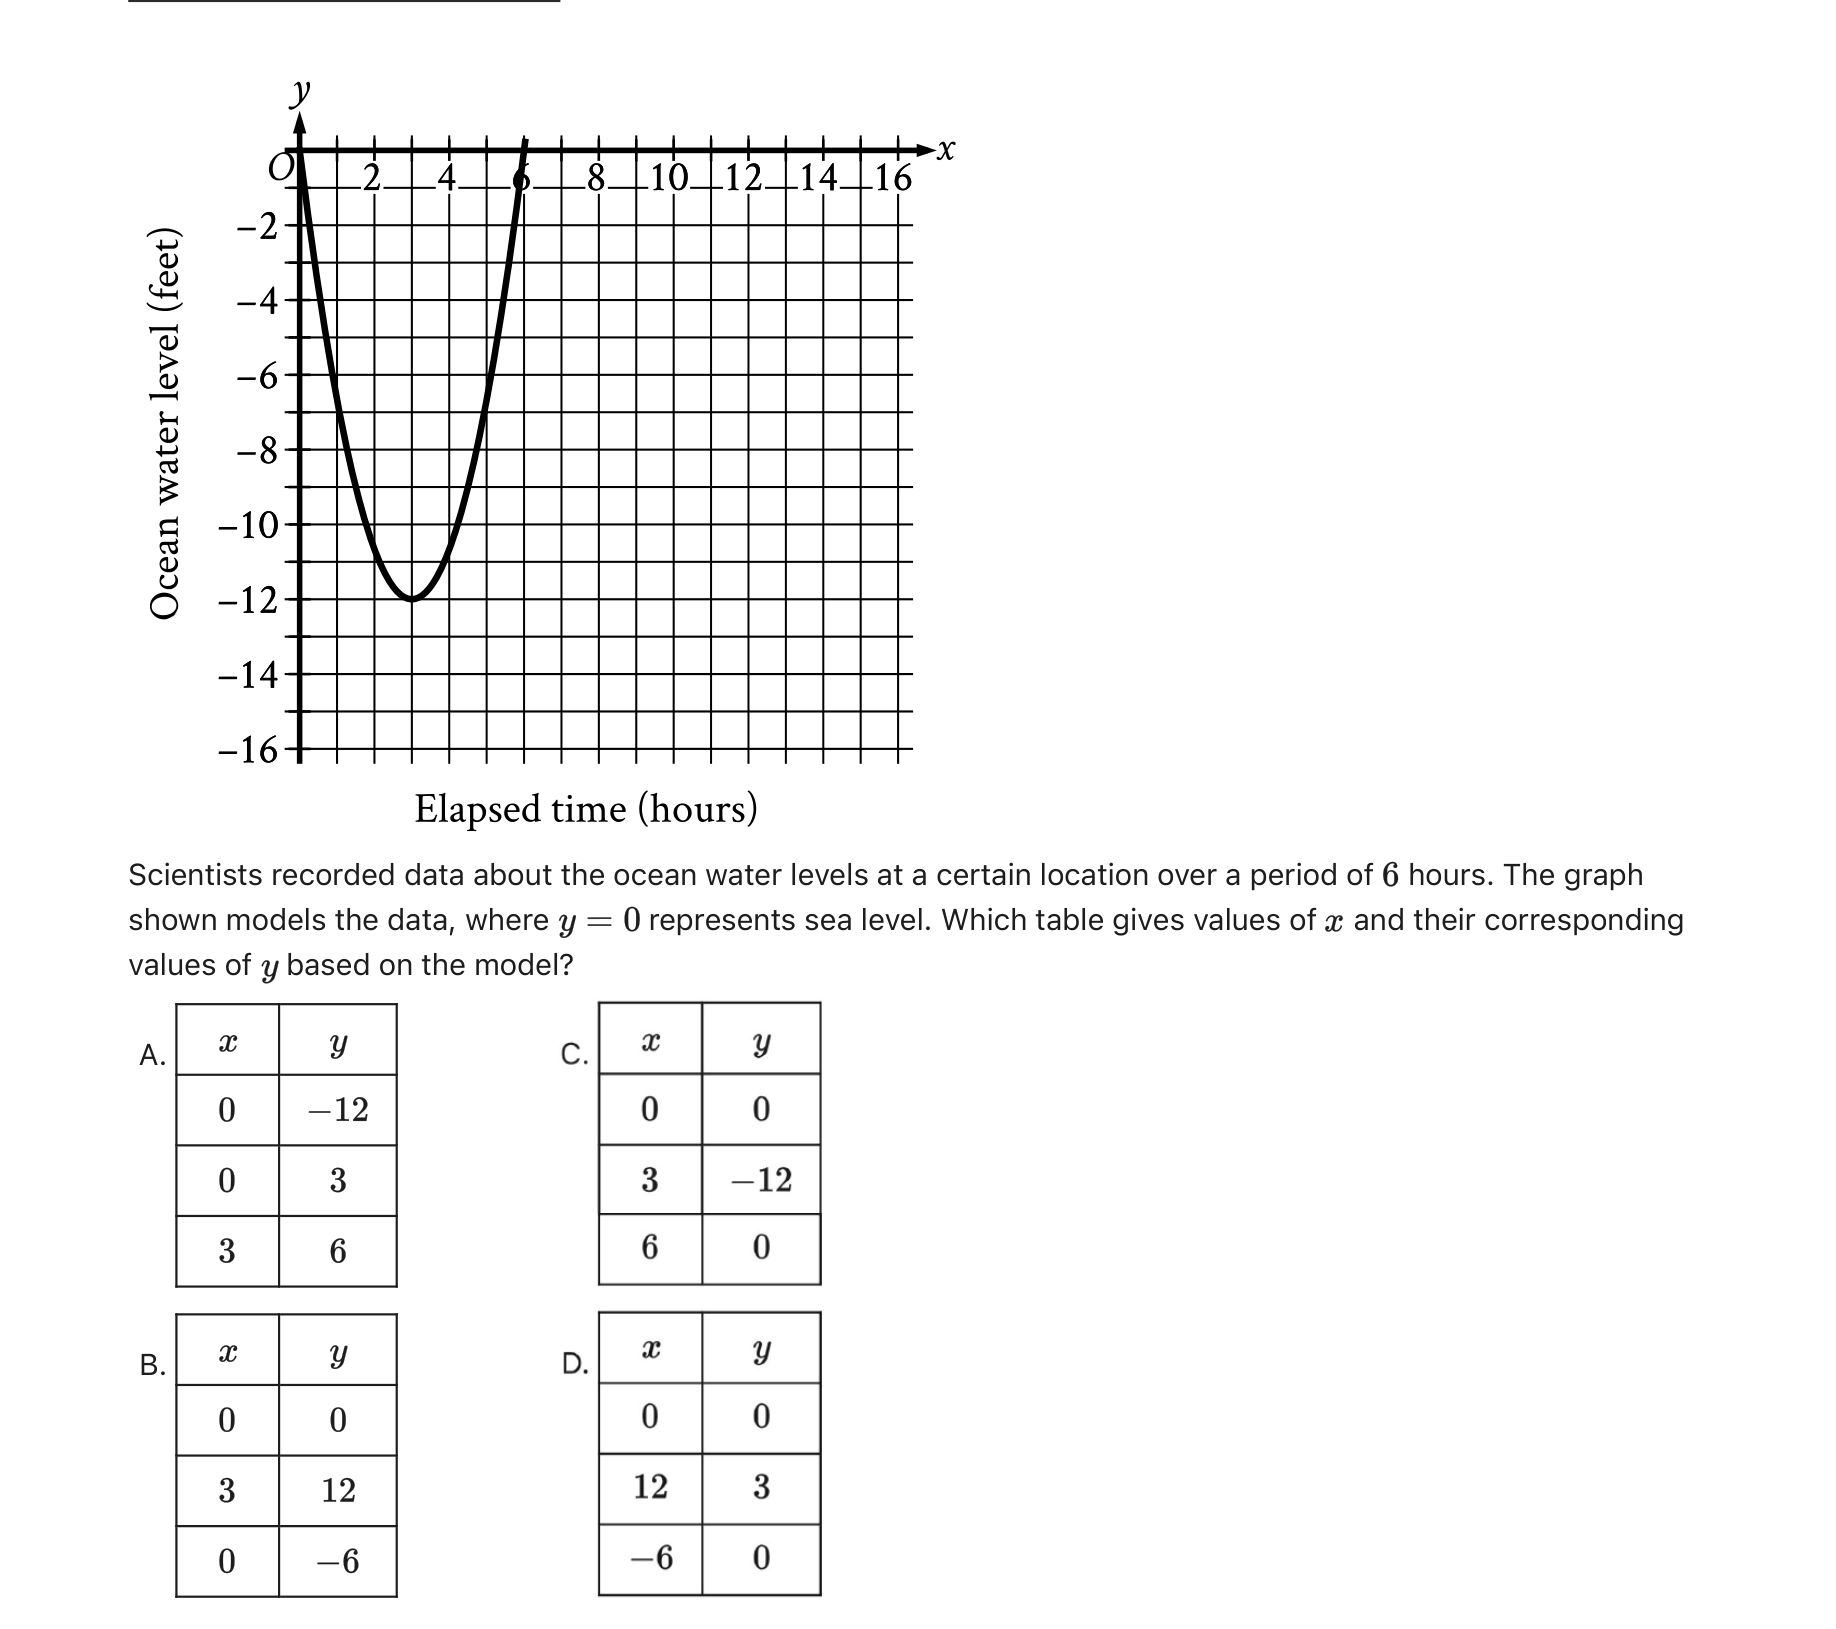 y
O 2 4 6 8 10 12 14 16 x
−2
−4
−6
−8
−10
−12
−14
−16
Ocean water level (feet)
Elapsed time (hours)
Scientists recorded data about the ocean water levels at a certain location over a period of 6 hours. The graph
shown models the data, where y = 0 represents sea level. Which table gives values of x and their corresponding
values of y based on the model?
A.
x y
0 −12
0 3
3 6
B.
x y
0 0
3 12
0 −6
C.
x y
0 0
3 −12
6 0
D.
x y
0 0
12 3
−6 0